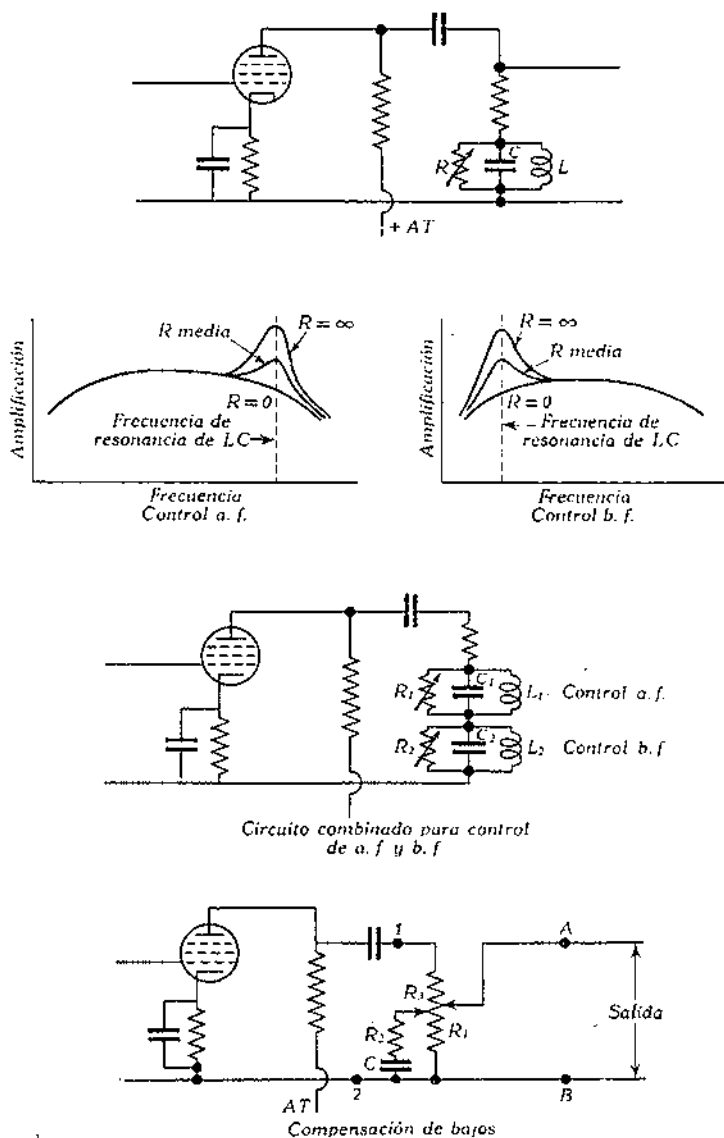 R C L
+ AT
Amplificación
R = ∞
R media
R = 0
Frecuencia de
resonancia de LC
Frecuencia
Control a. f.
Amplificación
R = ∞
R media
R = 0
Frecuencia de
resonancia de LC
Frecuencia
Control b. f.
R₁ C₁ L₁ Control a. f.
R₂ C₂ L₂ Control b. f
Circuito combinado para control
de a. f y b. f
1 A
R₃
R₂ R₁ Salida
C
AT 2 B
Compensación de bajos